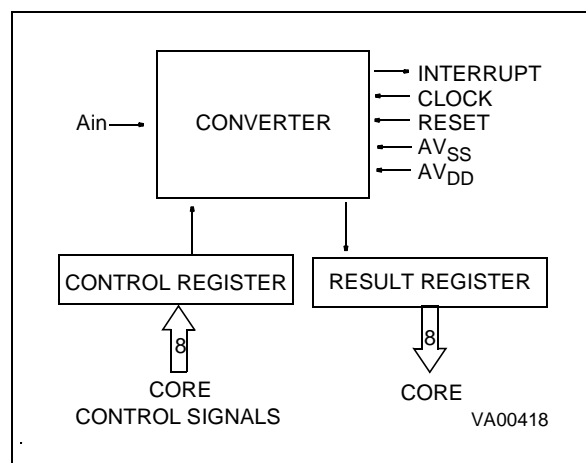 INTERRUPT
CLOCK
Ain
CONVERTER
RESET
AVSS
AVDD
CONTROL REGISTER
RESULT REGISTER
8
8
CORE
CONTROL SIGNALS
CORE
VA00418
.